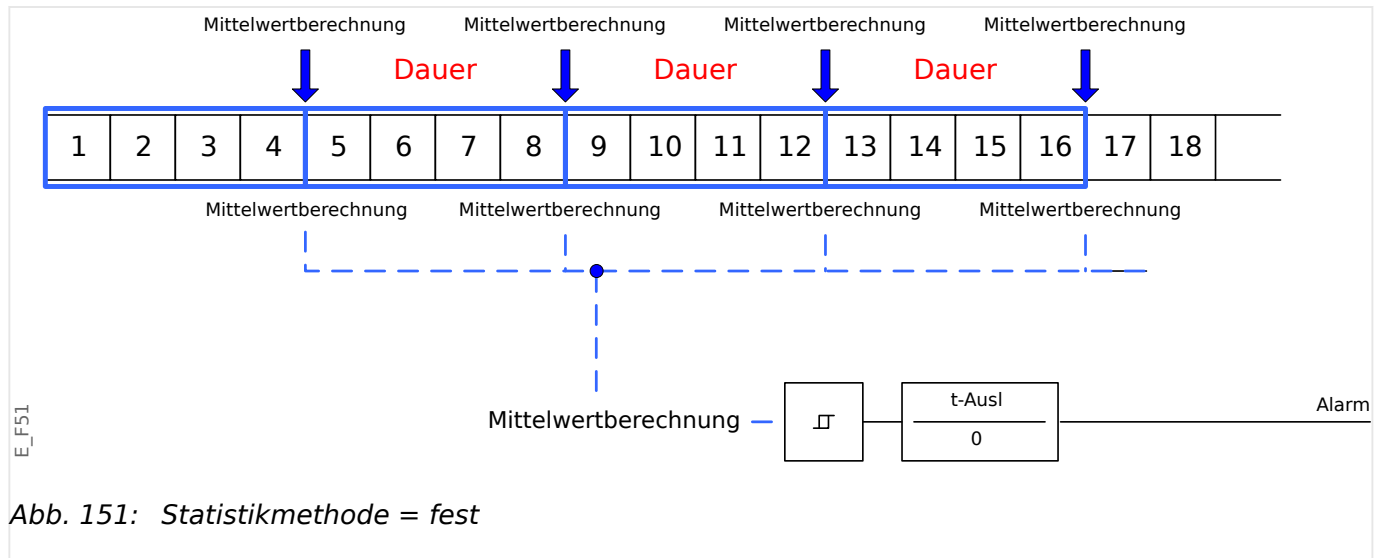 Mittelwertberechnung Mittelwertberechnung Mittelwertberechnung Mittelwertberechnung
Dauer Dauer Dauer
1 2 3 4 5 6 7 8 9 10 11 12 13 14 15 16 17 18
Mittelwertberechnung Mittelwertberechnung Mittelwertberechnung Mittelwertberechnung
t-Ausl
Alarm
Mittelwertberechnung
0
E_F51
Abb. 151: Statistikmethode = fest